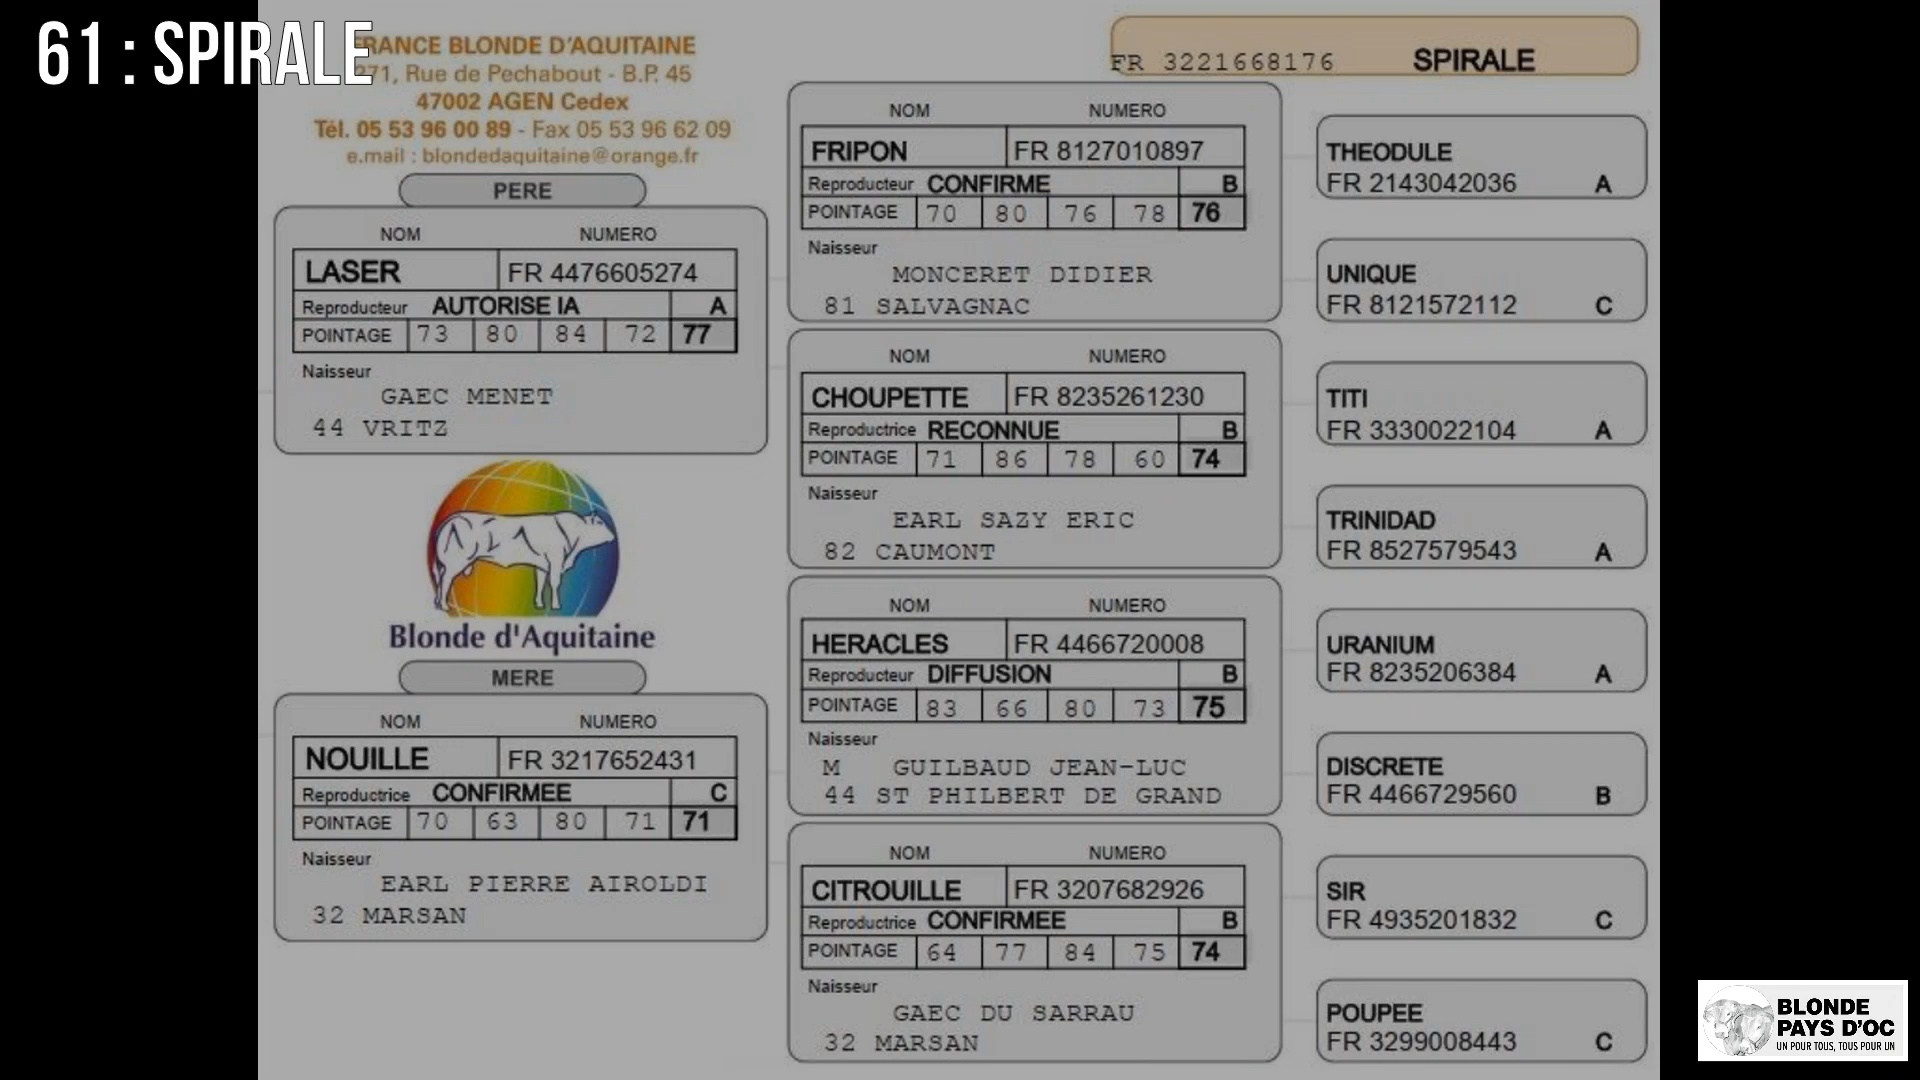 61 : SPIRALE
FRANCE BLONDE D'AQUITAINE
271, Rue de Pechabout - B.P. 45
47002 AGEN Cedex
Tél. 05 53 96 00 89 - Fax 05 53 96 62 09
e.mail : blondedaquitaine@orange.fr
FR 3221668176 SPIRALE
PERE
NOM NUMERO
LASER FR 4476605274
Reproducteur AUTORISE IA A
POINTAGE 73 80 84 72 77
Naisseur
GAEC MENET
44 VRITZ
Blonde d'Aquitaine
MERE
NOM NUMERO
NOUILLE FR 3217652431
Reproductrice CONFIRMEE C
POINTAGE 70 63 80 71 71
Naisseur
EARL PIERRE AIROLDI
32 MARSAN
NOM NUMERO
FRIPON FR 8127010897
Reproducteur CONFIRME B
POINTAGE 70 80 76 78 76
Naisseur
MONCERET DIDIER
81 SALVAGNAC
NOM NUMERO
CHOUPETTE FR 8235261230
Reproductrice RECONNUE B
POINTAGE 71 86 78 60 74
Naisseur
EARL SAZY ERIC
82 CAUMONT
NOM NUMERO
HERACLES FR 4466720008
Reproducteur DIFFUSION B
POINTAGE 83 66 80 73 75
Naisseur
M GUILBAUD JEAN-LUC
44 ST PHILBERT DE GRAND
NOM NUMERO
CITROUILLE FR 3207682926
Reproductrice CONFIRMEE B
POINTAGE 64 77 84 75 74
Naisseur
GAEC DU SARRAU
32 MARSAN
THEODULE
FR 2143042036 A
UNIQUE
FR 8121572112 C
TITI
FR 3330022104 A
TRINIDAD
FR 8527579543 A
URANIUM
FR 8235206384 A
DISCRETE
FR 4466729560 B
SIR
FR 4935201832 C
POUPEE
FR 3299008443 C
BLONDE
PAYS D'OC
UN POUR TOUS, TOUS POUR UN